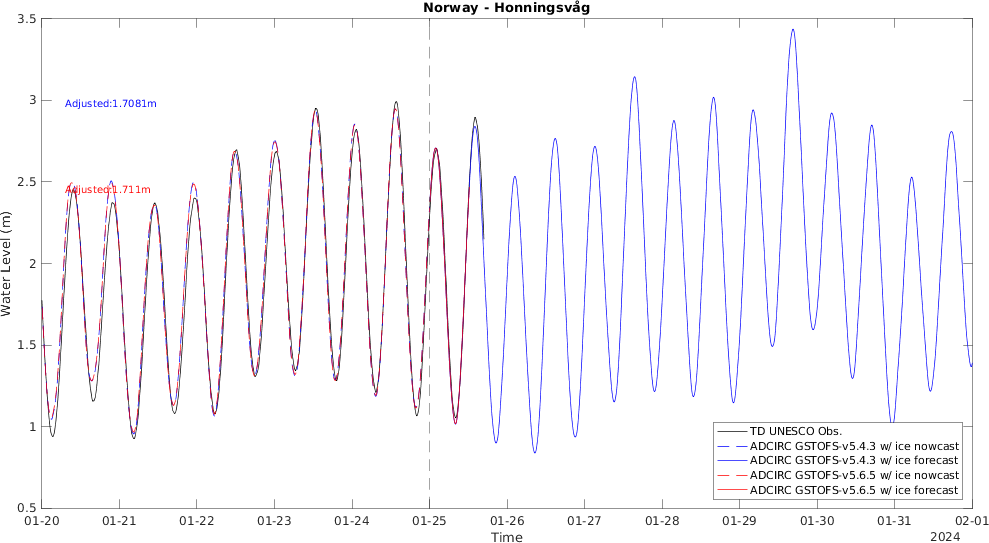 Norway - Honningsvåg
3.5
3
2.5
2
1.5
1
0.5
Water Level (m)
Adjusted:1.7081m
Adjusted:1.711m
TD UNESCO Obs.
ADCIRC GSTOFS-v5.4.3 w/ ice nowcast
ADCIRC GSTOFS-v5.4.3 w/ ice forecast
ADCIRC GSTOFS-v5.6.5 w/ ice nowcast
ADCIRC GSTOFS-v5.6.5 w/ ice forecast
01-20 01-21 01-22 01-23 01-24 01-25 01-26 01-27 01-28 01-29 01-30 01-31 02-01
Time
2024